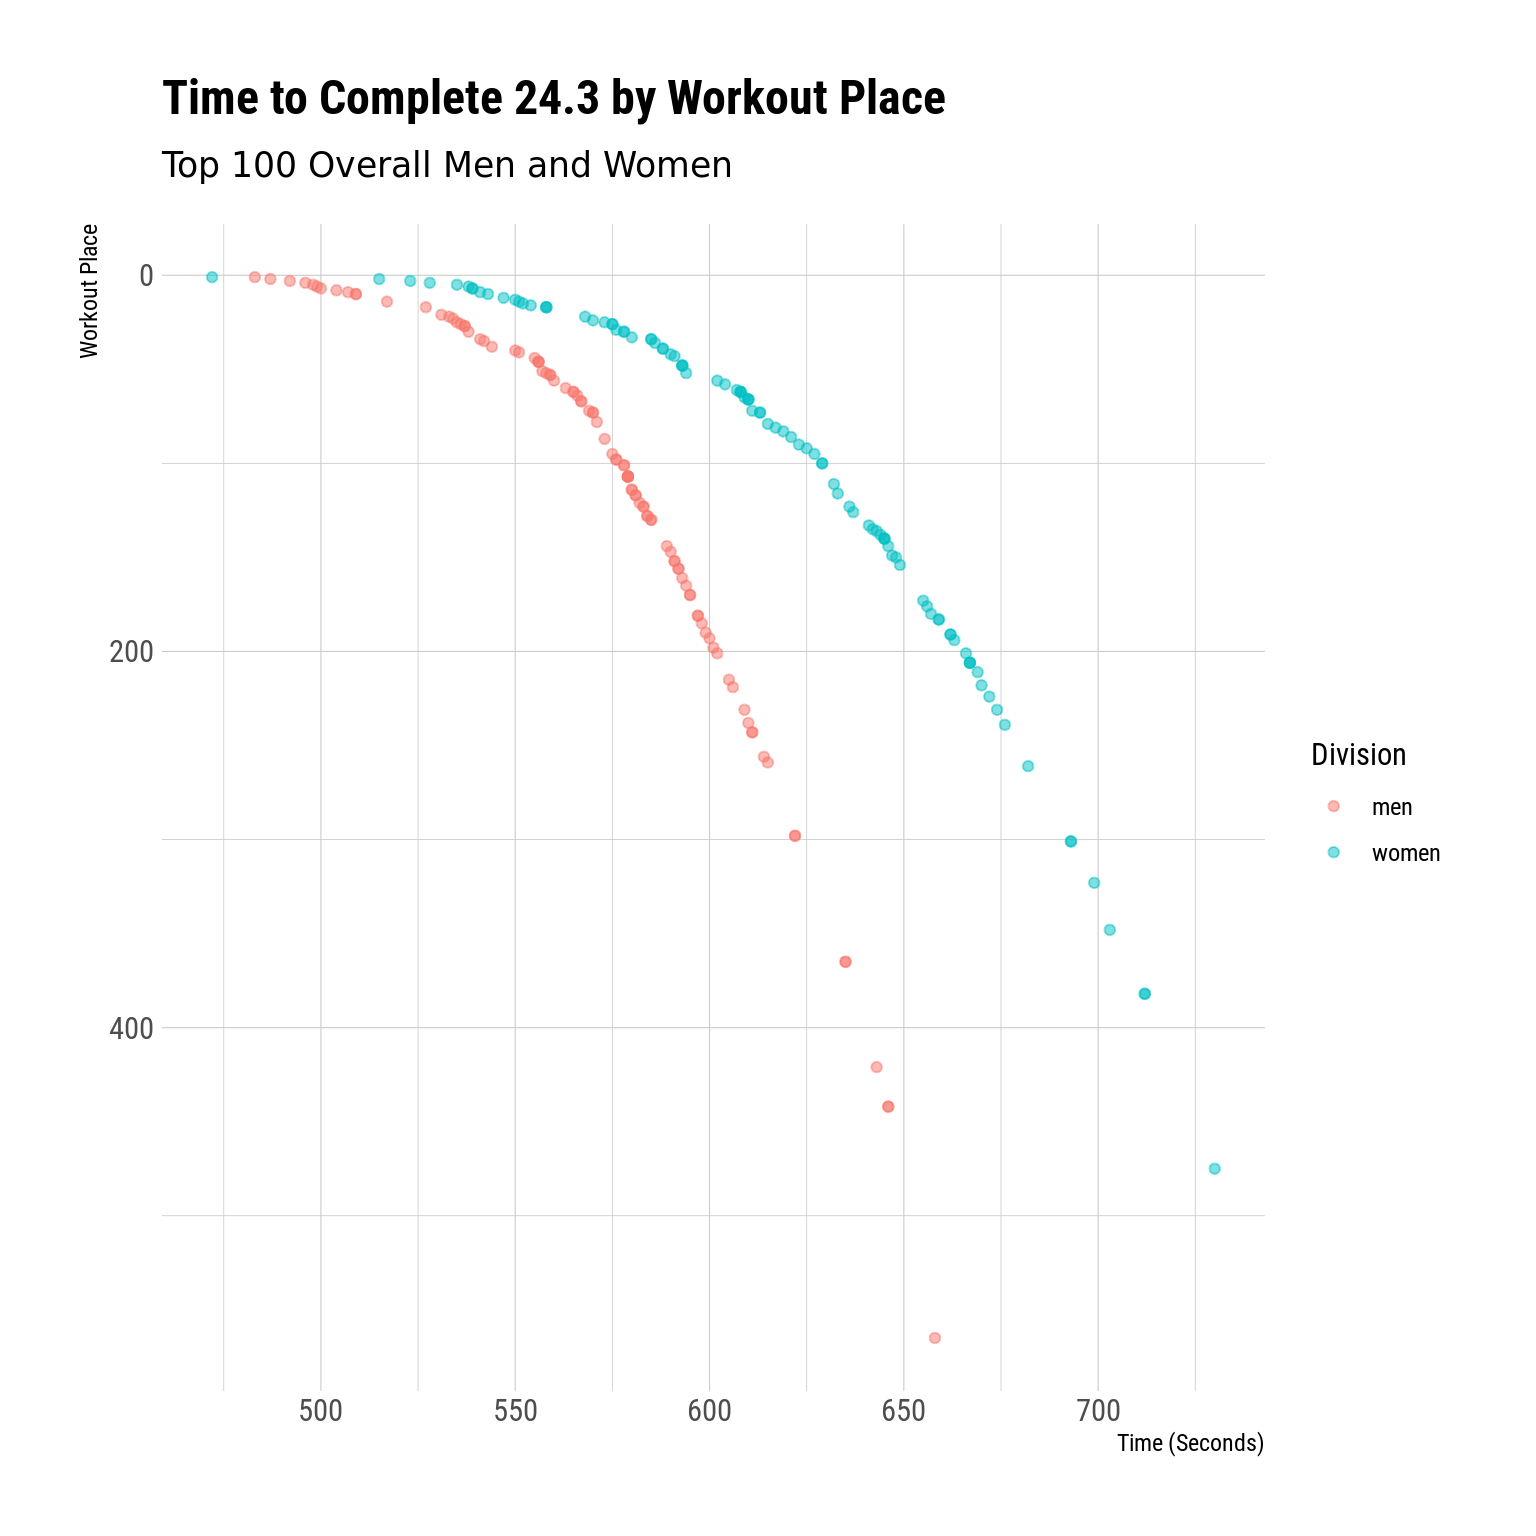 Time to Complete 24.3 by Workout Place
Top 100 Overall Men and Women
Workout Place
0
200
400
500
550
600
650
700
Time (Seconds)
Division
men
women